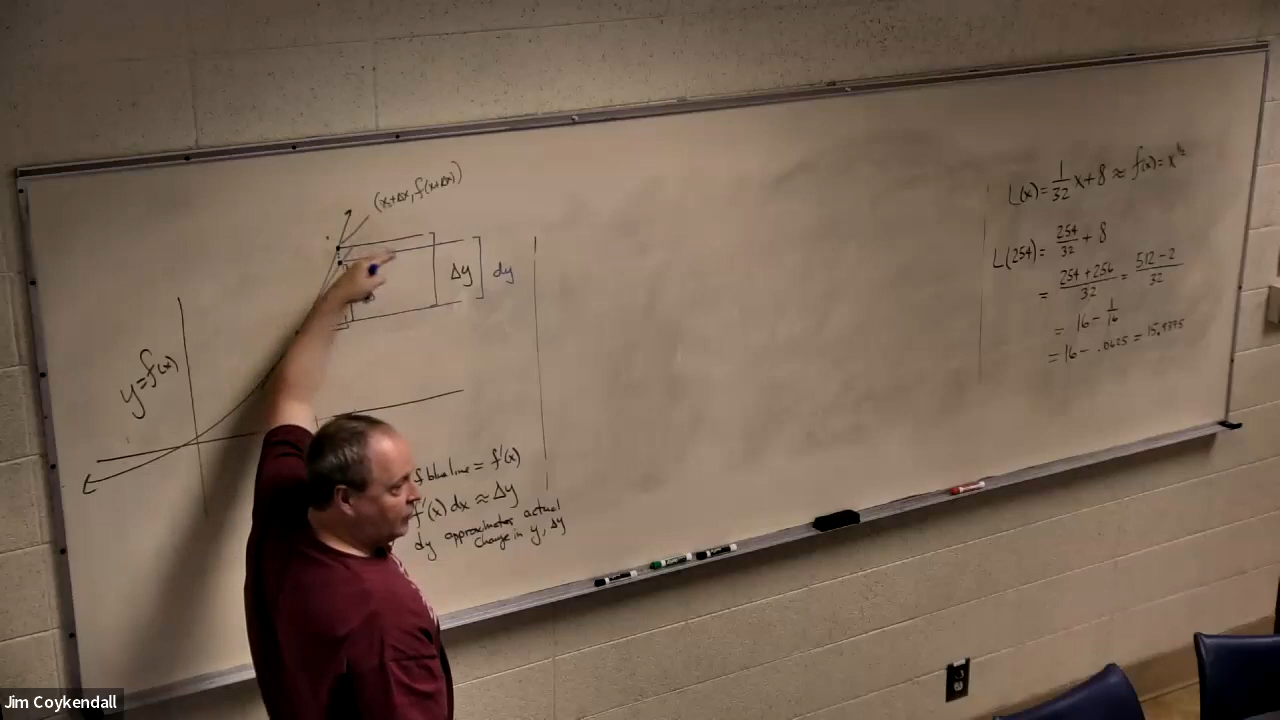 (x+Δx, f(x+Δx))
Δy
dy
y=f(x)
blue line = f'(x)
f'(x) dx ≈ Δy
dy approximates actual
change in y, Δy
L(x) = 1/32 x + 8 ≈ f(x) = x^½
L(254) = 254/32 + 8
= (254 + 256)/32 = (512 - 2)/32
= 16 - 1/16
= 16 - .0625 = 15.9375
Jim Coykendall